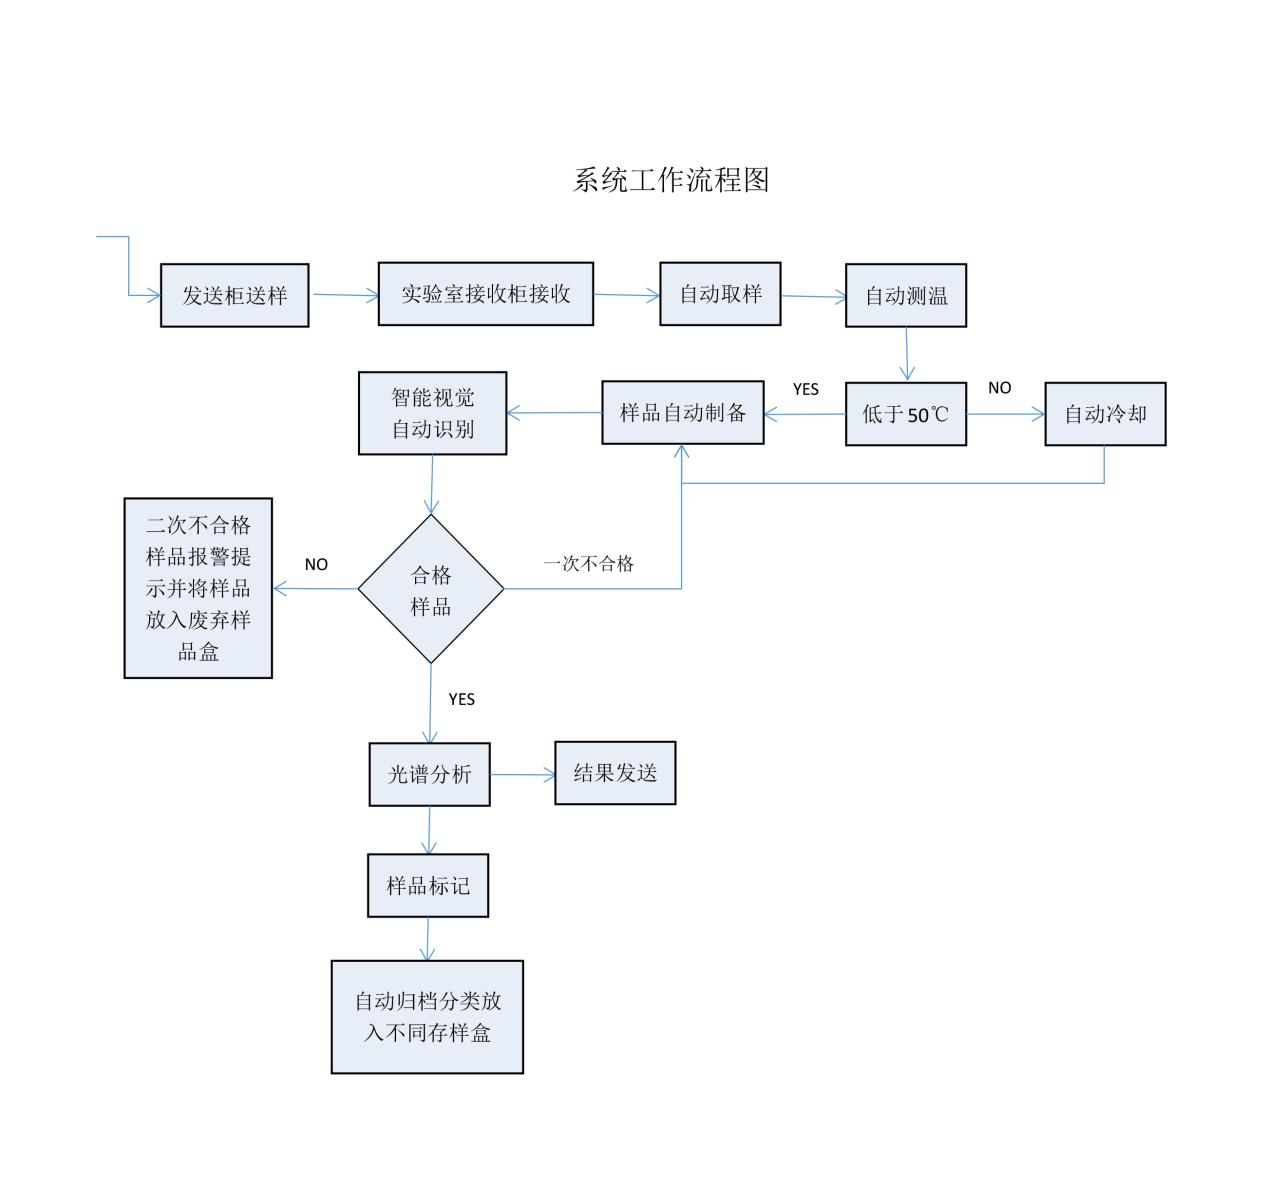 系统工作流程图
发送柜送样
实验室接收柜接收
自动取样
自动测温
智能视觉
自动识别
样品自动制备
YES
低于50℃
NO
自动冷却
二次不合格
样品报警提
示并将样品
放入废弃样
品盒
NO
合格
样品
一次不合格
YES
光谱分析
结果发送
样品标记
自动归档分类放
入不同存样盒